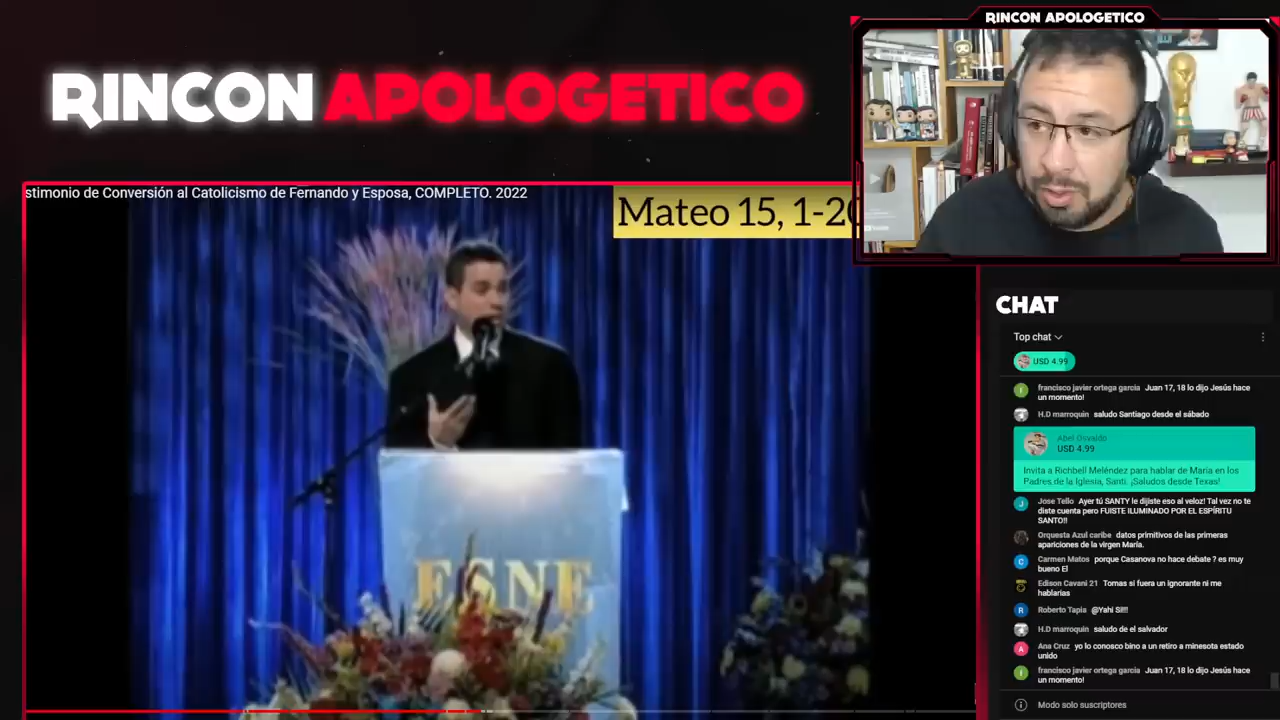 RINCON APOLOGETICO
RINCON APOLOGETICO
stimonio de Conversión al Catolicismo de Fernando y Esposa, COMPLETO. 2022
Mateo 15, 1-20
ESNE
CHAT
Top chat
USD 4.99
francisco javier ortega garcia Juan 17, 18 lo dijo Jesús hace
un momento!
H.D marroquin saludo Santiago desde el sábado
Abel Osvaldo
USD 4.99
Invita a Richbell Meléndez para hablar de Maria en los
Padres de la Iglesia, Santi. ¡Saludos desde Texas!
Jose Tello Ayer tú SANTY le dijiste eso al veloz! Tal vez no te
diste cuenta pero FUISTE ILUMINADO POR EL ESPÍRITU
SANTO!!
Orquesta Azul caribe datos primitivos de las primeras
apariciones de la virgen María.
Carmen Matos porque Casanova no hace debate ? es muy
bueno El
Edison Cavani 21 Tomas si fuera un ignorante ni me
hablarias
Roberto Tapia @Yahi Si!!!
H.D marroquin saludo de el salvador
Ana Cruz yo lo conosco bino a un retiro a minesota estado
unido
francisco javier ortega garcia Juan 17, 18 lo dijo Jesús hace
un momento!
Modo solo suscriptores